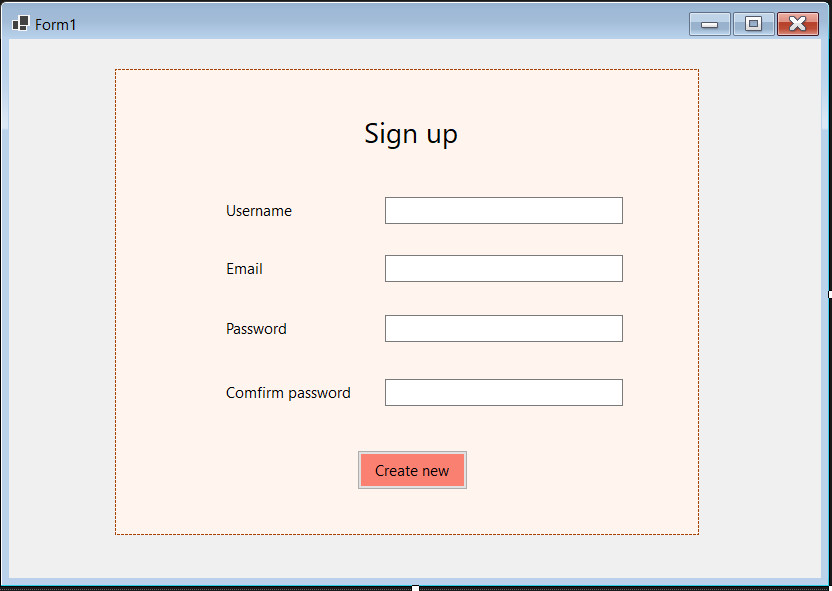 Form1
Sign up
Username
Email
Password
Comfirm password
Create new